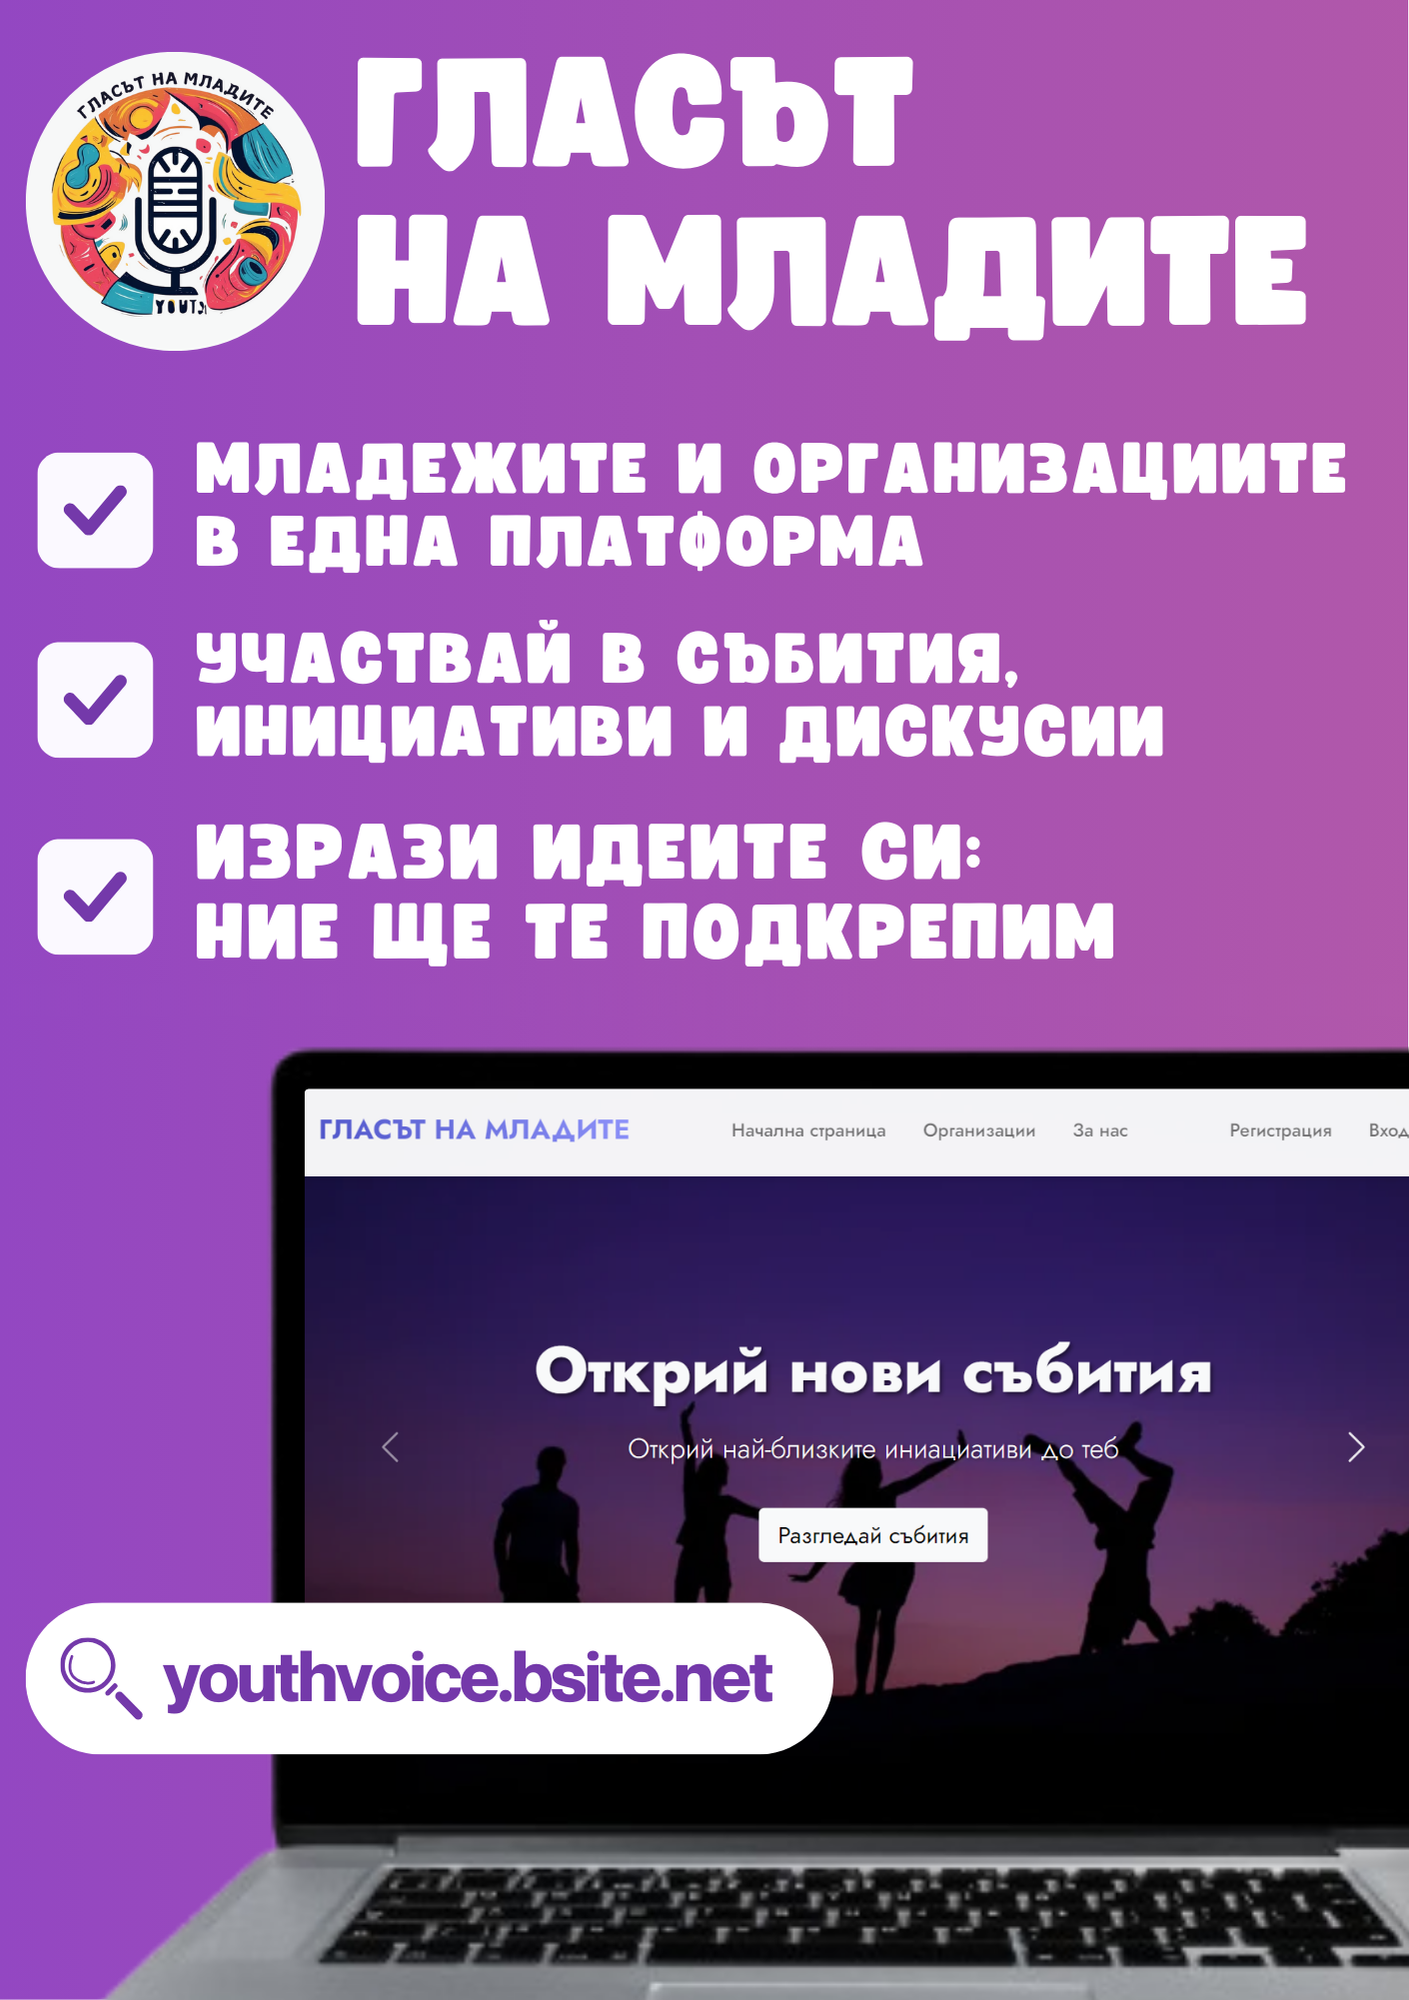 ГЛАСЪТ НА МЛАДИТЕ
ГЛАСЪТ
НА МЛАДИТЕ
МЛАДЕЖИТЕ И ОРГАНИЗАЦИИТЕ
В ЕДНА ПЛАТФОРМА
УЧАСТВАЙ В СЪБИТИЯ,
ИНИЦИАТИВИ И ДИСКУСИИ
ИЗРАЗИ ИДЕИТЕ СИ:
НИЕ ЩЕ ТЕ ПОДКРЕПИМ
ГЛАСЪТ НА МЛАДИТЕ Начална страница Организации За нас Регистрация Вход
Открий нови събития
Открий най-близките иниациативи до теб
Разгледай събития
youthvoice.bsite.net